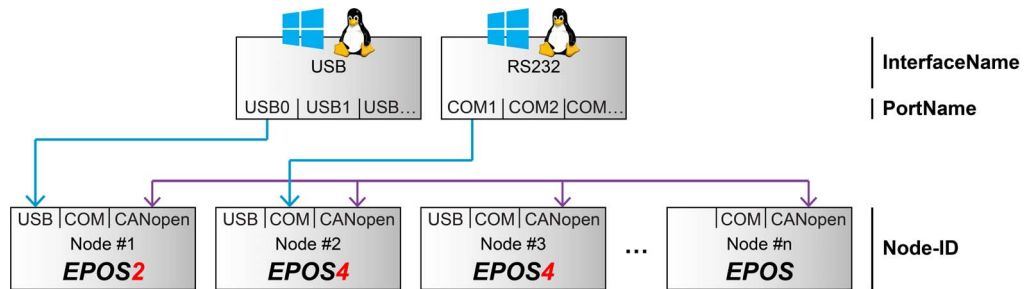 USB
RS232
InterfaceName
USB0 | USB1 | USB...
COM1 | COM2 | COM...
PortName
USB | COM | CANopen
USB | COM | CANopen
USB | COM | CANopen
COM | CANopen
Node #1
Node #2
Node #3
...
Node #n
Node-ID
EPOS2
EPOS4
EPOS4
EPOS